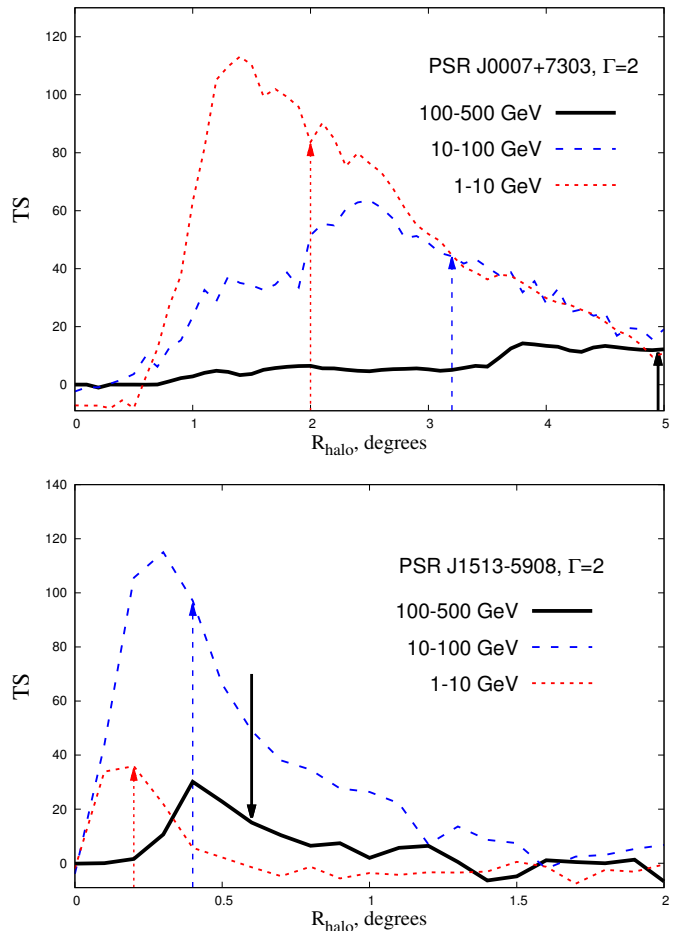 PSR J0007+7303, Γ=2
100-500 GeV
10-100 GeV
1-10 GeV
TS
120
100
80
60
40
20
0
0 1 2 3 4 5
R_halo, degrees
PSR J1513-5908, Γ=2
100-500 GeV
10-100 GeV
1-10 GeV
TS
140
120
100
80
60
40
20
0
0 0.5 1 1.5 2
R_halo, degrees